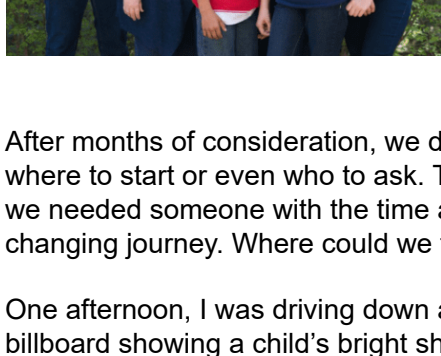 After months of consideration, we
where to start or even who to ask.
we needed someone with the time
changing journey. Where could we
One afternoon, I was driving down
billboard showing a child’s bright